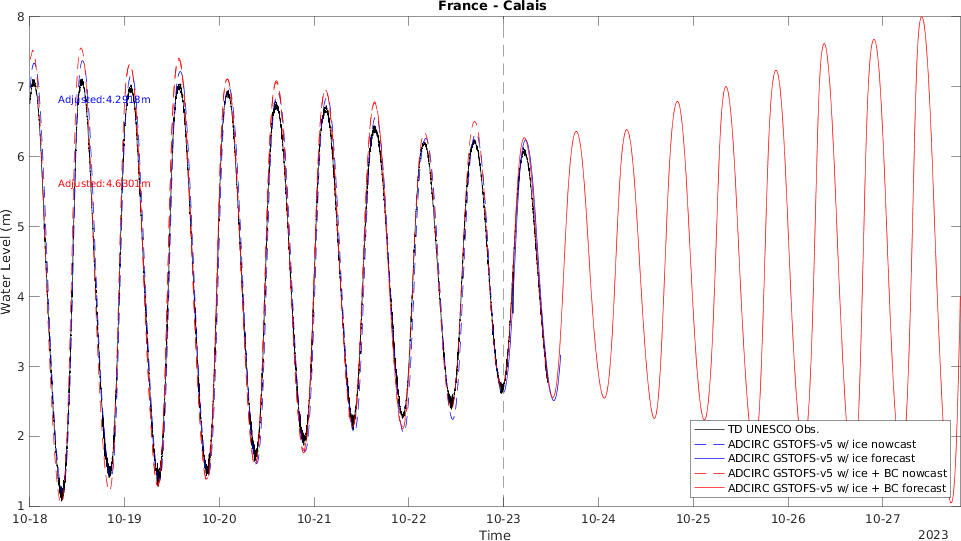 France - Calais
8
7
6
5
4
3
2
1
Water Level (m)
Adjusted:4.2918m
Adjusted:4.6301m
TD UNESCO Obs.
ADCIRC GSTOFS-v5 w/ ice nowcast
ADCIRC GSTOFS-v5 w/ ice forecast
ADCIRC GSTOFS-v5 w/ ice + BC nowcast
ADCIRC GSTOFS-v5 w/ ice + BC forecast
10-18 10-19 10-20 10-21 10-22 10-23 10-24 10-25 10-26 10-27
Time
2023